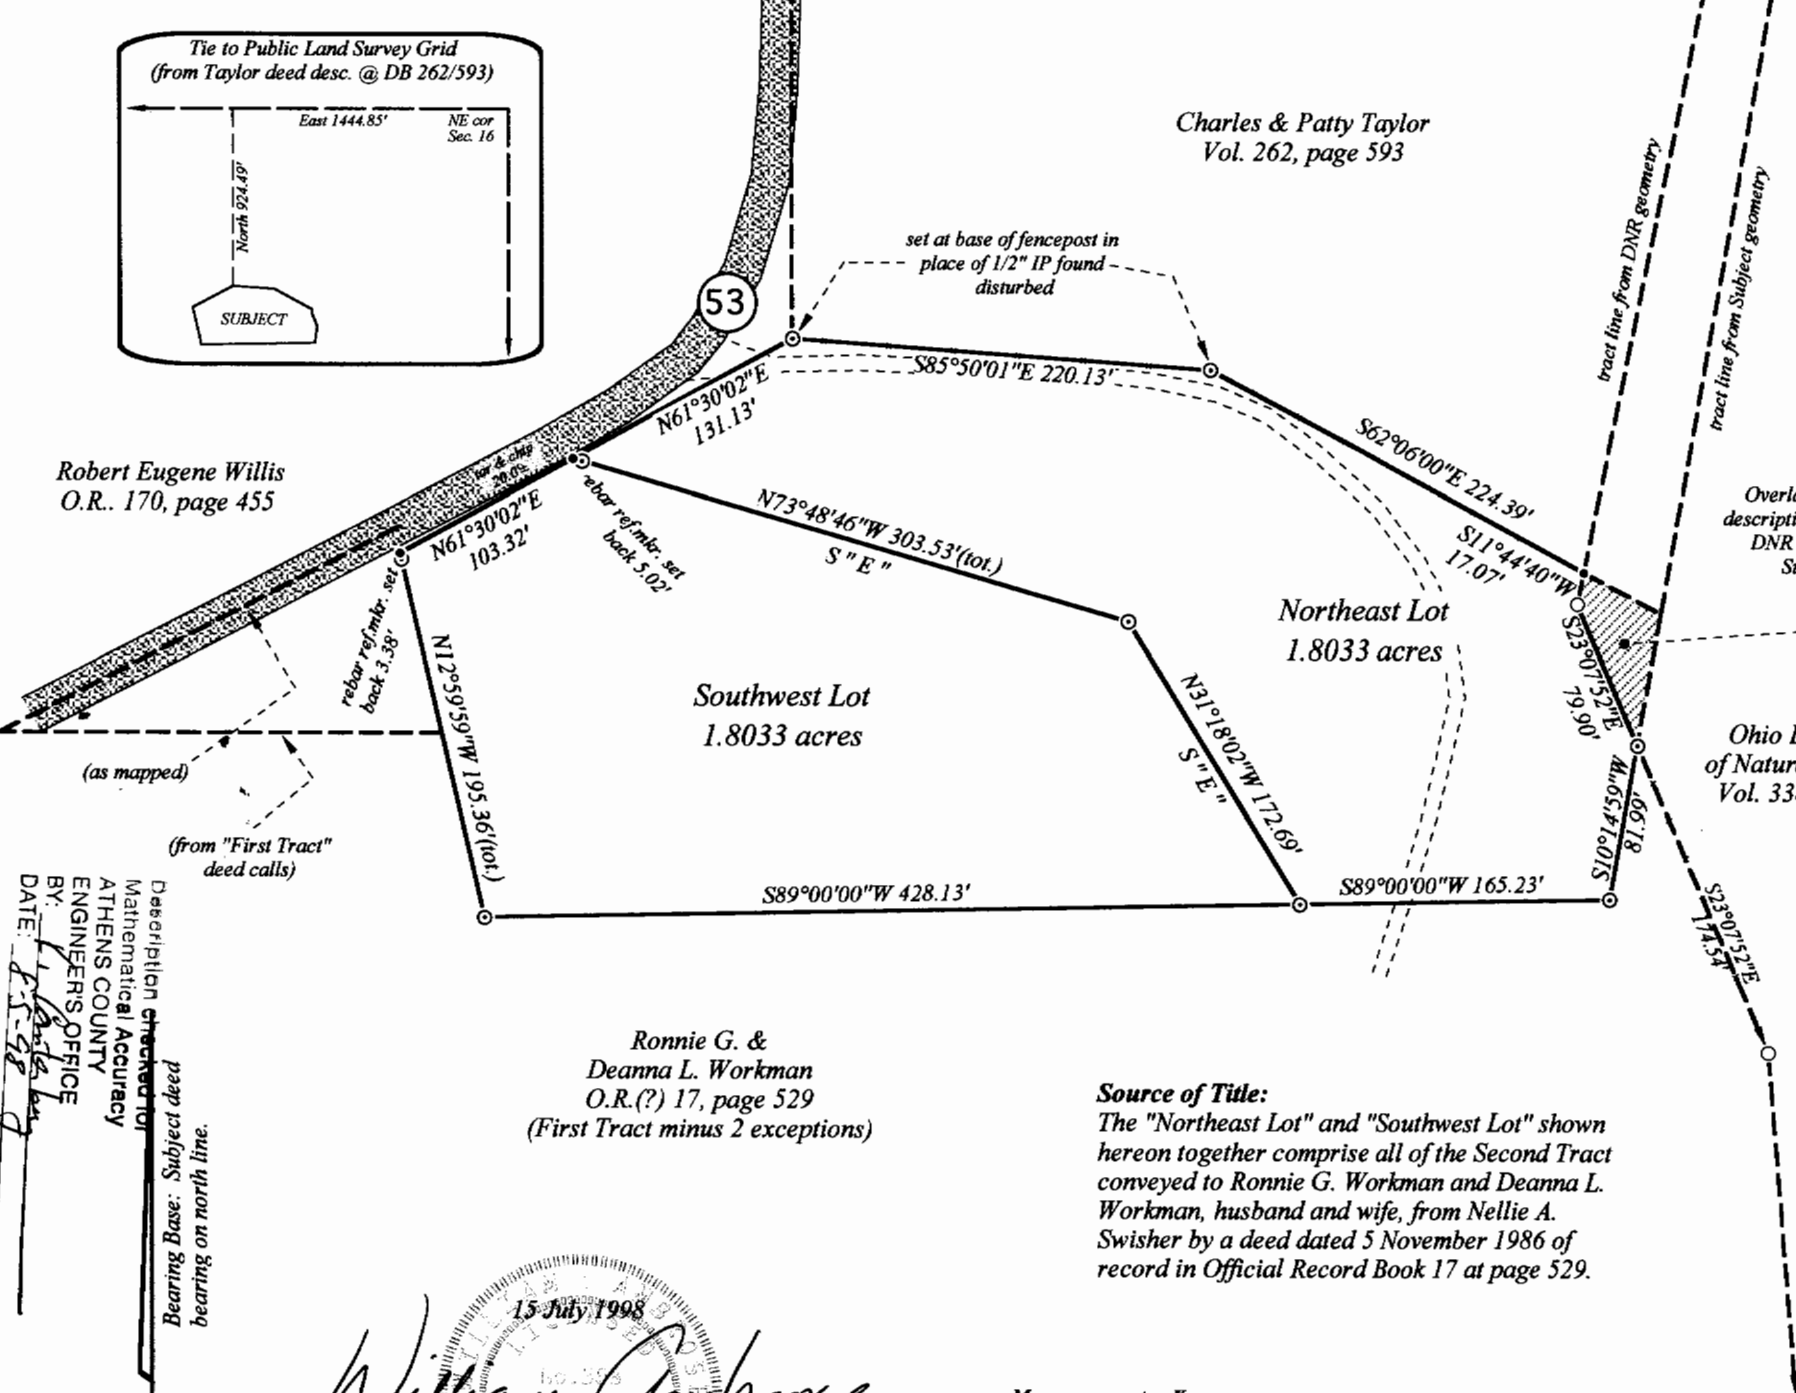 Tie to Public Land Survey Grid
(from Taylor deed desc. @ DB 262/593)
East 1444.85'
NE cor
Sec. 16
North 924.49'
SUBJECT
53
Charles & Patty Taylor
Vol. 262, page 593
tract line from DNR geometry
tract line from Subject geometry
set at base of fencepost in
place of 1/2" IP found
disturbed
S85°50'01"E 220.13'
N61°30'02"E
131.13'
S62°06'00"E 224.39'
Robert Eugene Willis
O.R.. 170, page 455
tar & chip
20.0'±
N61°30'02"E
103.32'
rebar ref.mkr. set
back 5.02'
N73°48'46"W 303.53'(tot.)
S " E "
S11°44'40"W
17.07'
DNR
Northeast Lot
1.8033 acres
S23°07'52"E
79.90'
rebar ref.mkr. set
back 3.38'
N12°59'59"W 195.36'(tot.)
Southwest Lot
1.8033 acres
N31°18'02"W 172.69'
S " E "
Ohio
of
Vol.
(as mapped)
(from "First Tract"
deed calls)
S10°14'59"W
81.99'
S89°00'00"W 428.13'
S89°00'00"W 165.23'
S23°07'52"E
174.54'
Description checked for
Mathematical Accuracy
ATHENS COUNTY
ENGINEER'S OFFICE
BY:
DATE: 8-5-98
Bearing Base: Subject deed
bearing on north line.
Ronnie G. &
Deanna L. Workman
O.R.(?) 17, page 529
(First Tract minus 2 exceptions)
Source of Title:
The "Northeast Lot" and "Southwest Lot" shown
hereon together comprise all of the Second Tract
conveyed to Ronnie G. Workman and Deanna L.
Workman, husband and wife, from Nellie A.
Swisher by a deed dated 5 November 1986 of
record in Official Record Book 17 at page 529.
15 July 1998